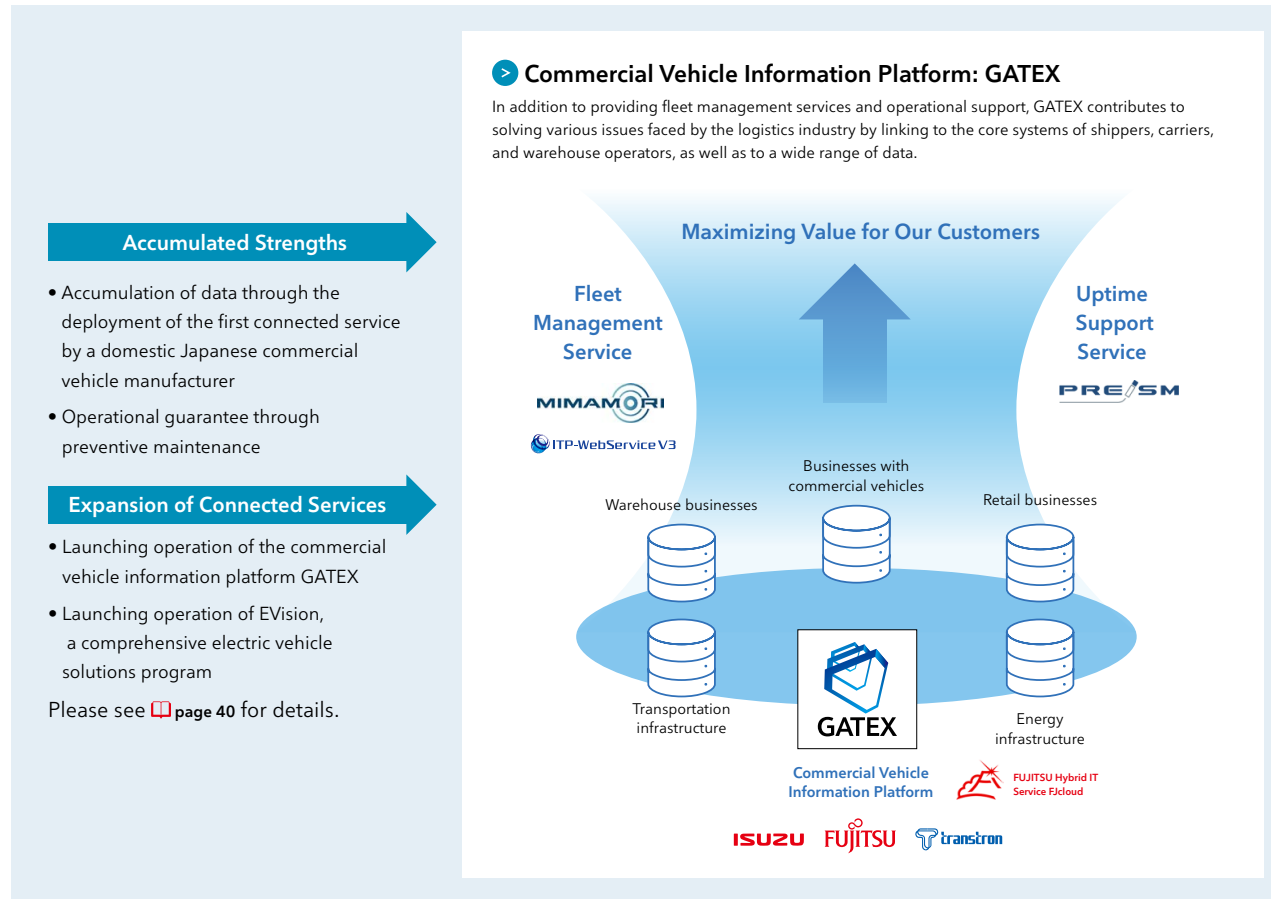 Accumulated Strengths
• Accumulation of data through the
deployment of the first connected service
by a domestic Japanese commercial
vehicle manufacturer
• Operational guarantee through
preventive maintenance
Expansion of Connected Services
• Launching operation of the commercial
vehicle information platform GATEX
• Launching operation of EVision,
a comprehensive electric vehicle
solutions program
Please see page 40 for details.
> Commercial Vehicle Information Platform: GATEX
In addition to providing fleet management services and operational support, GATEX contributes to
solving various issues faced by the logistics industry by linking to the core systems of shippers, carriers,
and warehouse operators, as well as to a wide range of data.
Maximizing Value for Our Customers
Fleet
Management
Service
MIMAMORI
ITP-WebService V3
Uptime
Support
Service
PREISM
Businesses with
commercial vehicles
Warehouse businesses
Retail businesses
Transportation
infrastructure
GATEX
Energy
infrastructure
Commercial Vehicle
Information Platform
FUJITSU Hybrid IT
Service FJcloud
ISUZU
FUJITSU
transtron